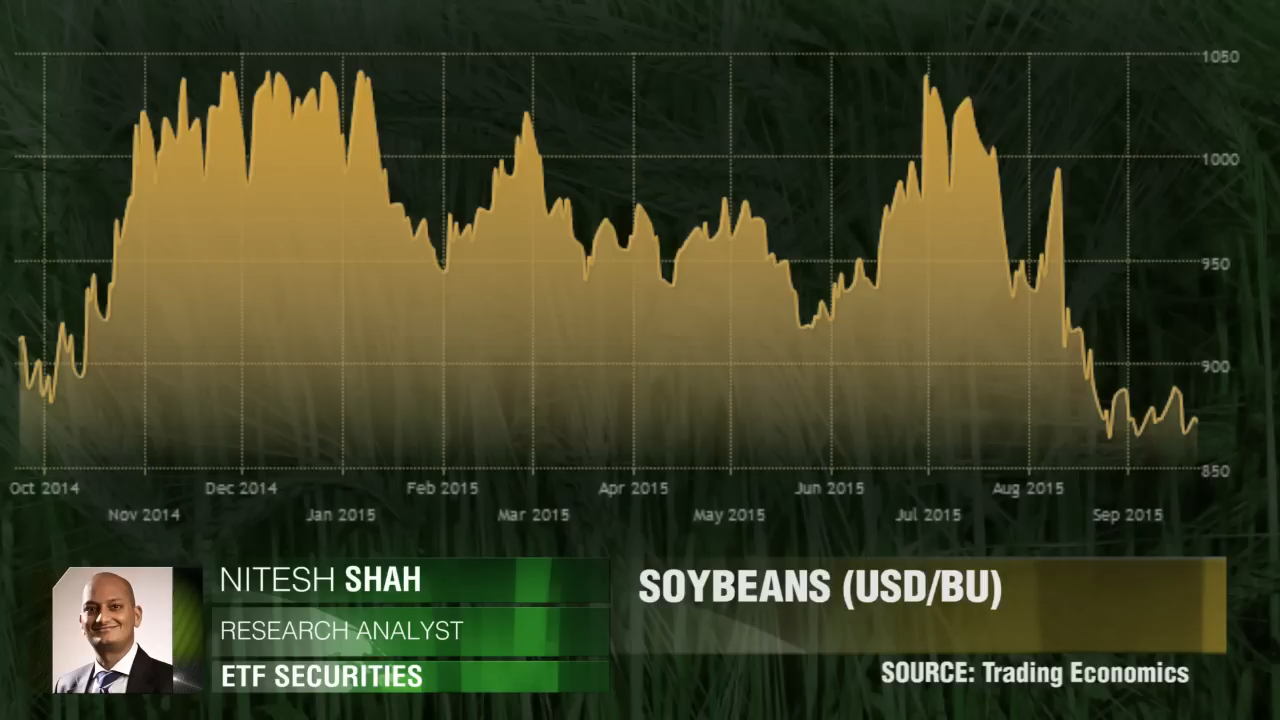 1050
1000
950
900
850
Oct 2014
Nov 2014
Dec 2014
Jan 2015
Feb 2015
Mar 2015
Apr 2015
May 2015
Jun 2015
Jul 2015
Aug 2015
Sep 2015
NITESH SHAH
RESEARCH ANALYST
ETF SECURITIES
SOYBEANS (USD/BU)
SOURCE: Trading Economics